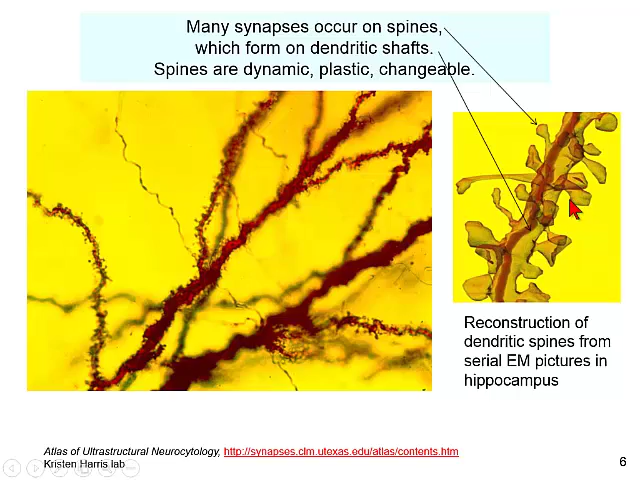 Many synapses occur on spines,
which form on dendritic shafts.
Spines are dynamic, plastic, changeable.
Reconstruction of
dendritic spines from
serial EM pictures in
hippocampus
Atlas of Ultrastructural Neurocytology, http://synapses.clm.utexas.edu/atlas/contents.htm
Kristen Harris lab
6